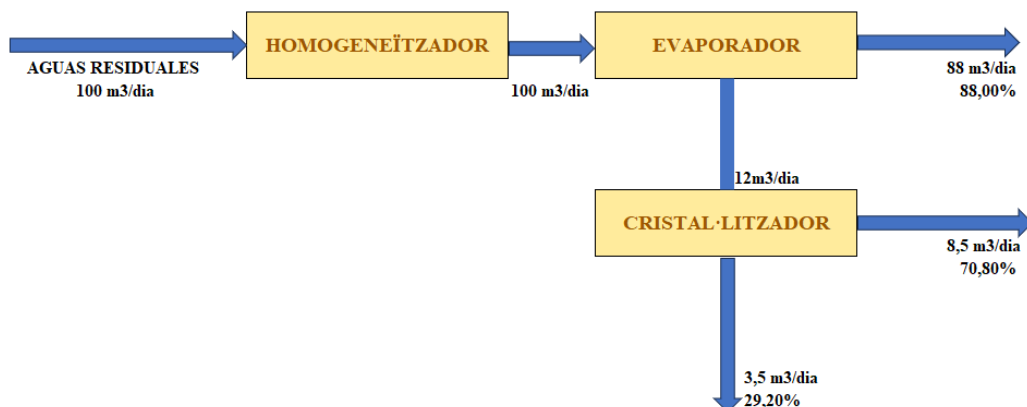 HOMOGENEÏTZADOR
EVAPORADOR
AGUAS RESIDUALES
100 m3/dia
100 m3/dia
88 m3/dia
88,00%
12m3/dia
CRISTAL·LITZADOR
8,5 m3/dia
70,80%
3,5 m3/dia
29,20%